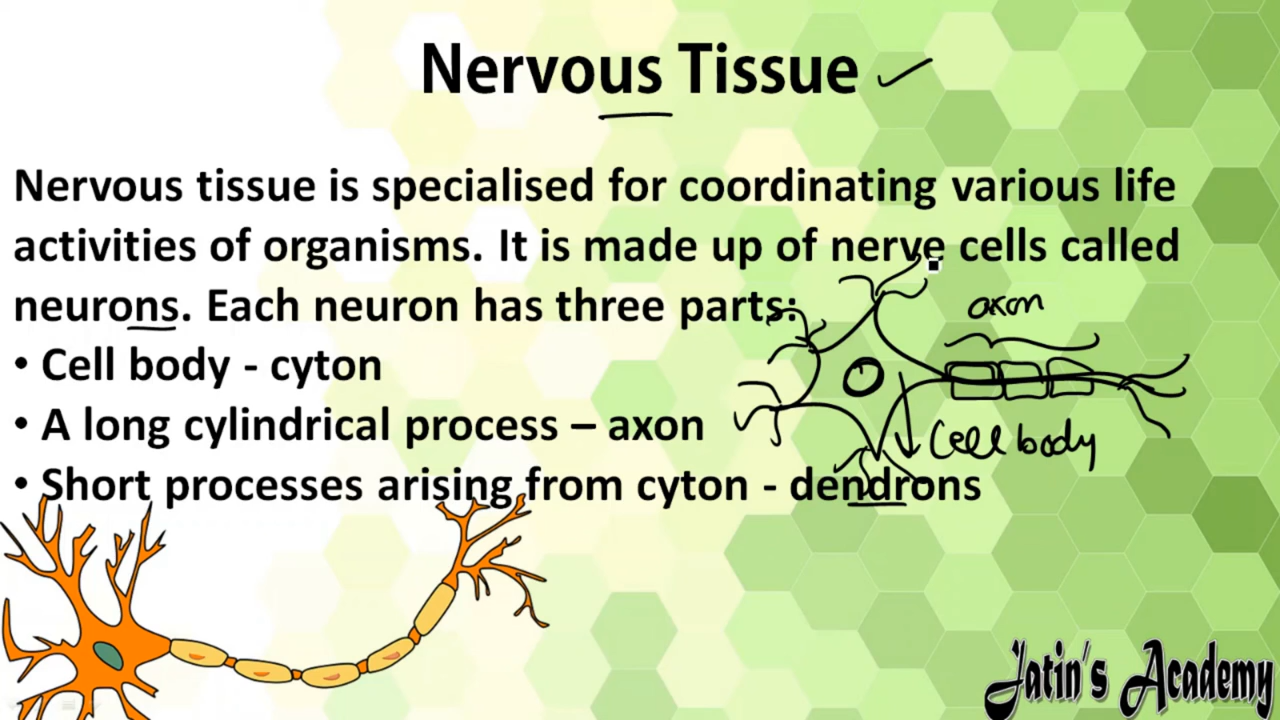 Nervous Tissue
Nervous tissue is specialised for coordinating various life
activities of organisms. It is made up of nerve cells called
neurons. Each neuron has three parts:
axon
• Cell body - cyton
• A long cylindrical process – axon
Cell body
• Short processes arising from cyton - dendrons
Jatin's Academy